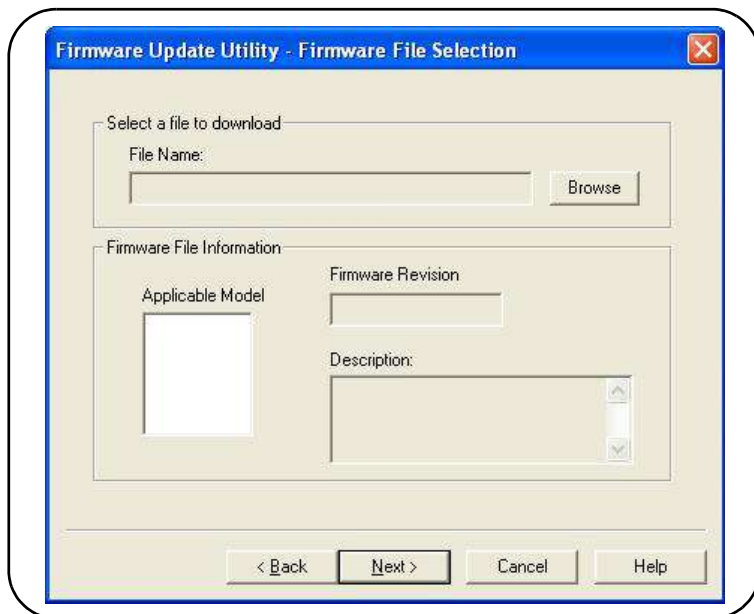 Firmware Update Utility - Firmware File Selection
Select a file to download
File Name:
Browse
Firmware File Information
Applicable Model
Firmware Revision
Description:
< Back
Next >
Cancel
Help